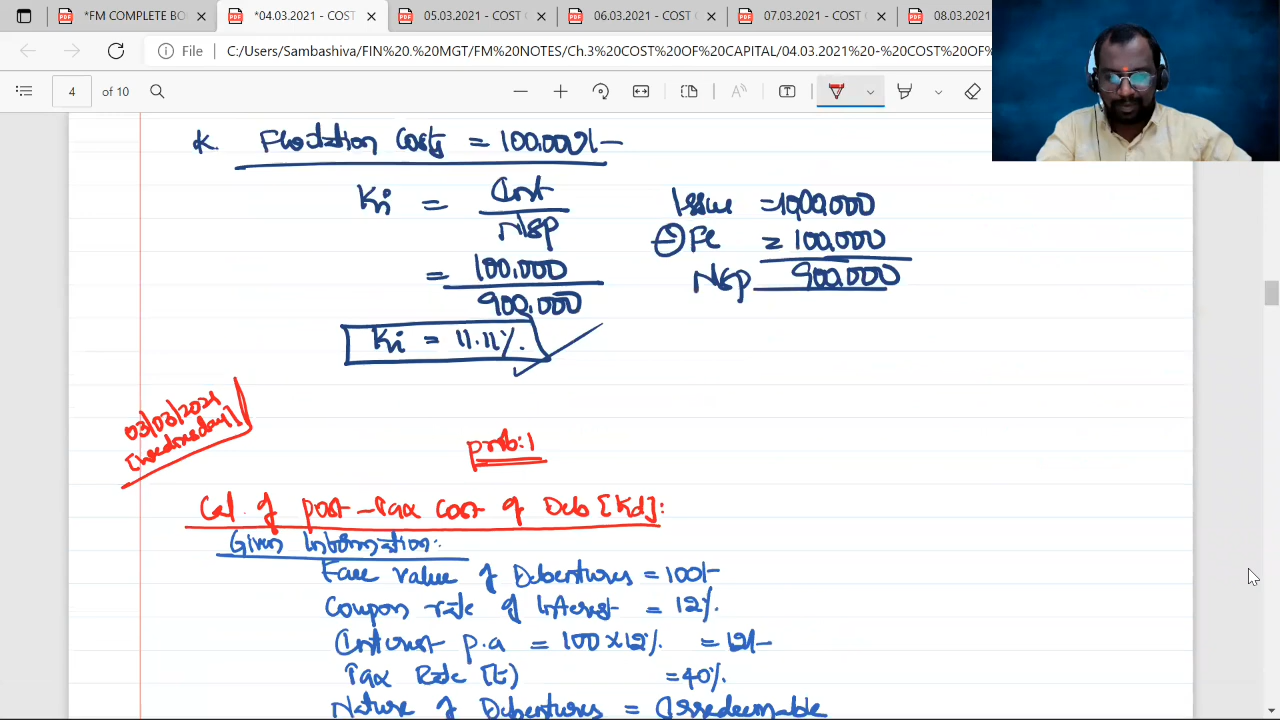 *FM COMPLETE BO
*04.03.2021 - COST
05.03.2021 - COST
06.03.2021 - COST
07.03.2021 - COST
08.03.2021
File
C:/Users/Sambashiva/FIN%20.%20MGT/FM%20NOTES/Ch.3%20COST%20OF%20CAPITAL/04.03.2021%20-%20COST%20OF%
4 of 10
K. Floatation Costs = 100.000/-
Ki = Cost / NSP
Issue = 10,00.000
⊖ Fc = 100.000
NSP 900.000
= 100.000 / 900.000
Ki = 11.11%.
03/03/2021
[Wednesday]
prob:1
Cal. of post-Tax Cost of Deb [Kd]:
Given Information:
Face value of Debentures = 100/-
Coupon rate of Interest = 12%.
Interest p.a = 100 x 12%. = 12/-
Tax Rate (t) = 40%.
Nature of Debentures = Irredeemable